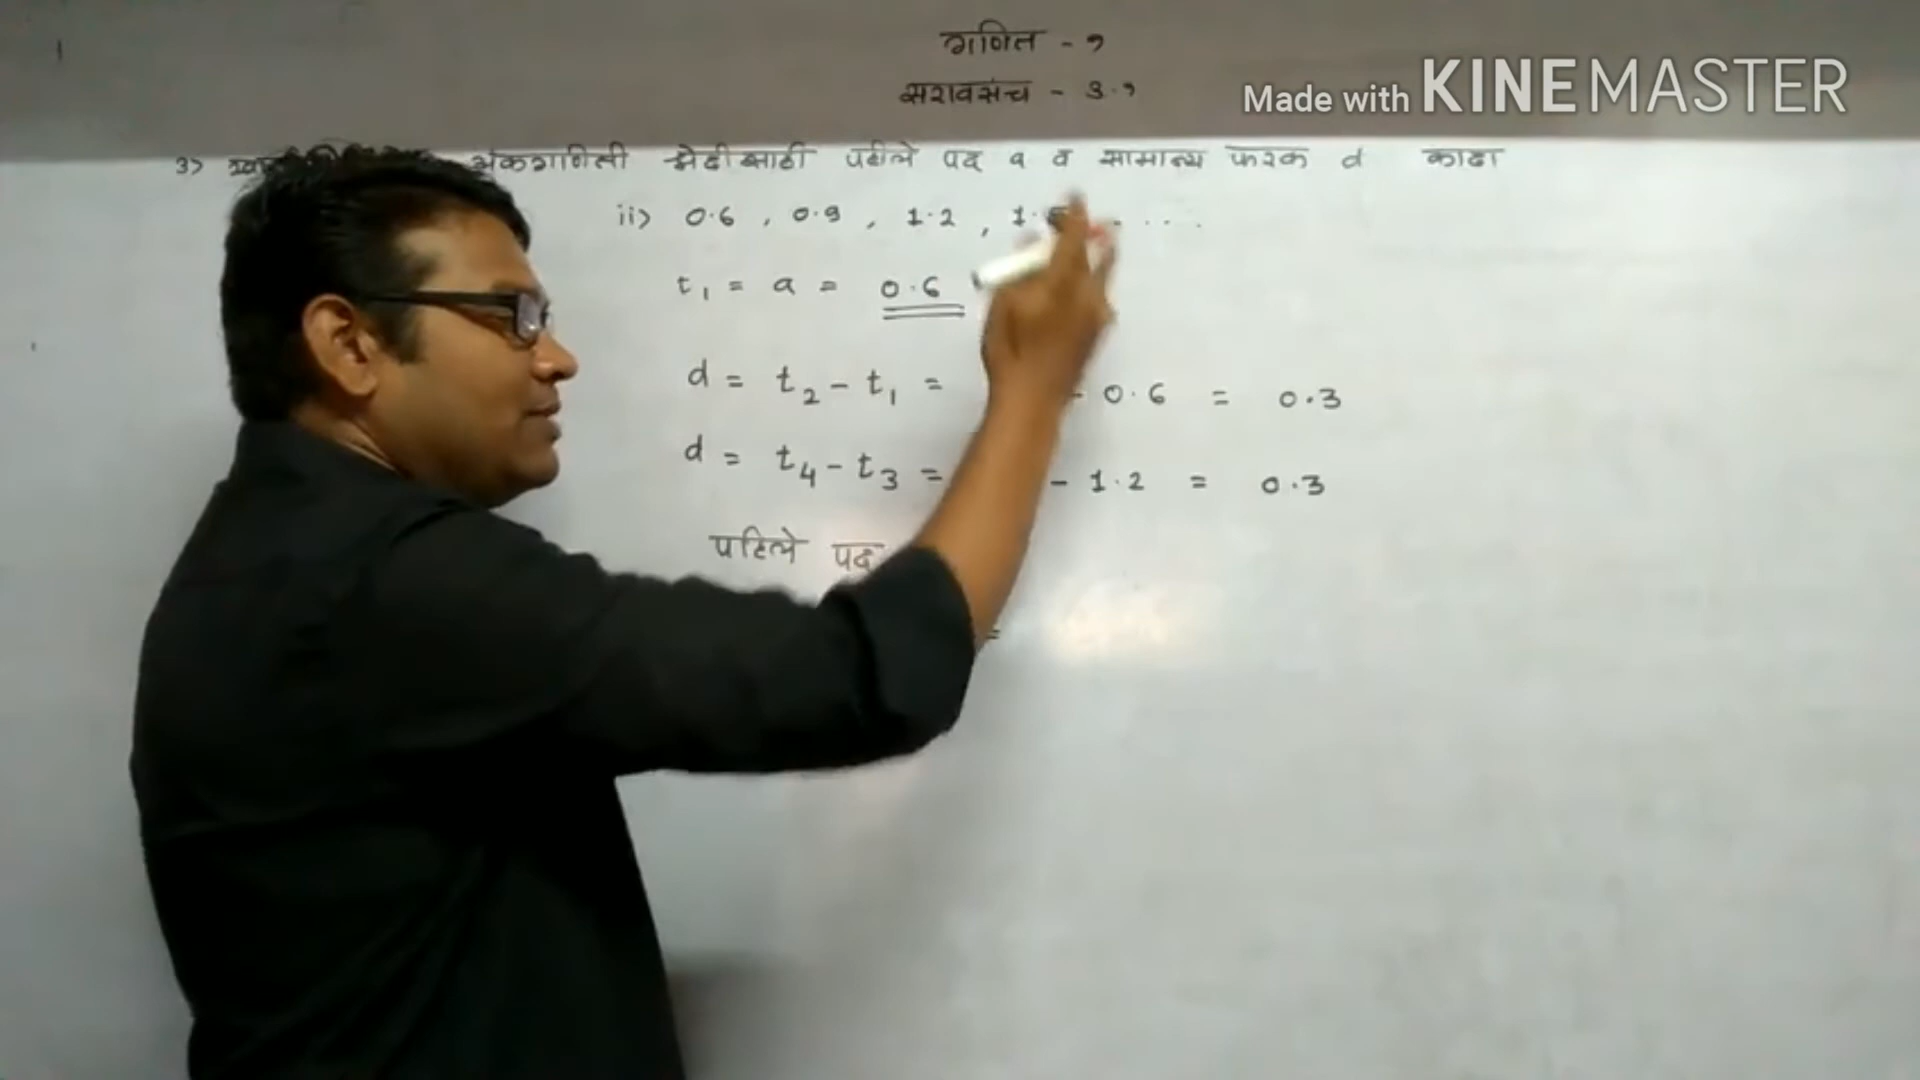 गणित - १
सरावसंच - ३.१
Made with KINEMASTER
3) अंकगणिती श्रेढीसाठी पहीले पद a व सामान्य फरक d काढा
ii) 0.6 , 0.9 , 1.2 , ....
t₁ = a = 0.6
d = t₂ - t₁ = - 0.6 = 0.3
d = t₄ - t₃ = - 1.2 = 0.3
पहिले पद
=